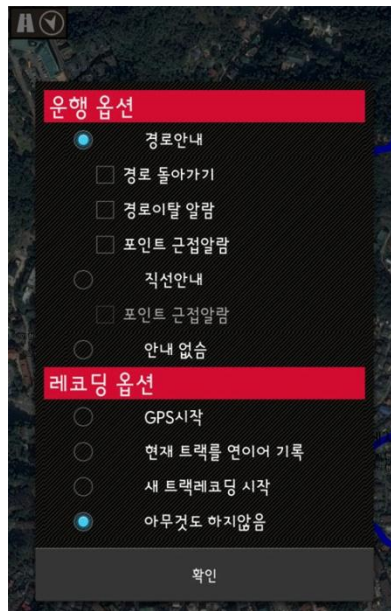 운행 옵션
경로안내
경로 돌아가기
경로이탈 알람
포인트 근접알람
직선안내
포인트 근접알람
안내 없슴
레코딩 옵션
GPS시작
현재 트랙를 연이어 기록
새 트랙레코딩 시작
아무것도 하지않음
확인